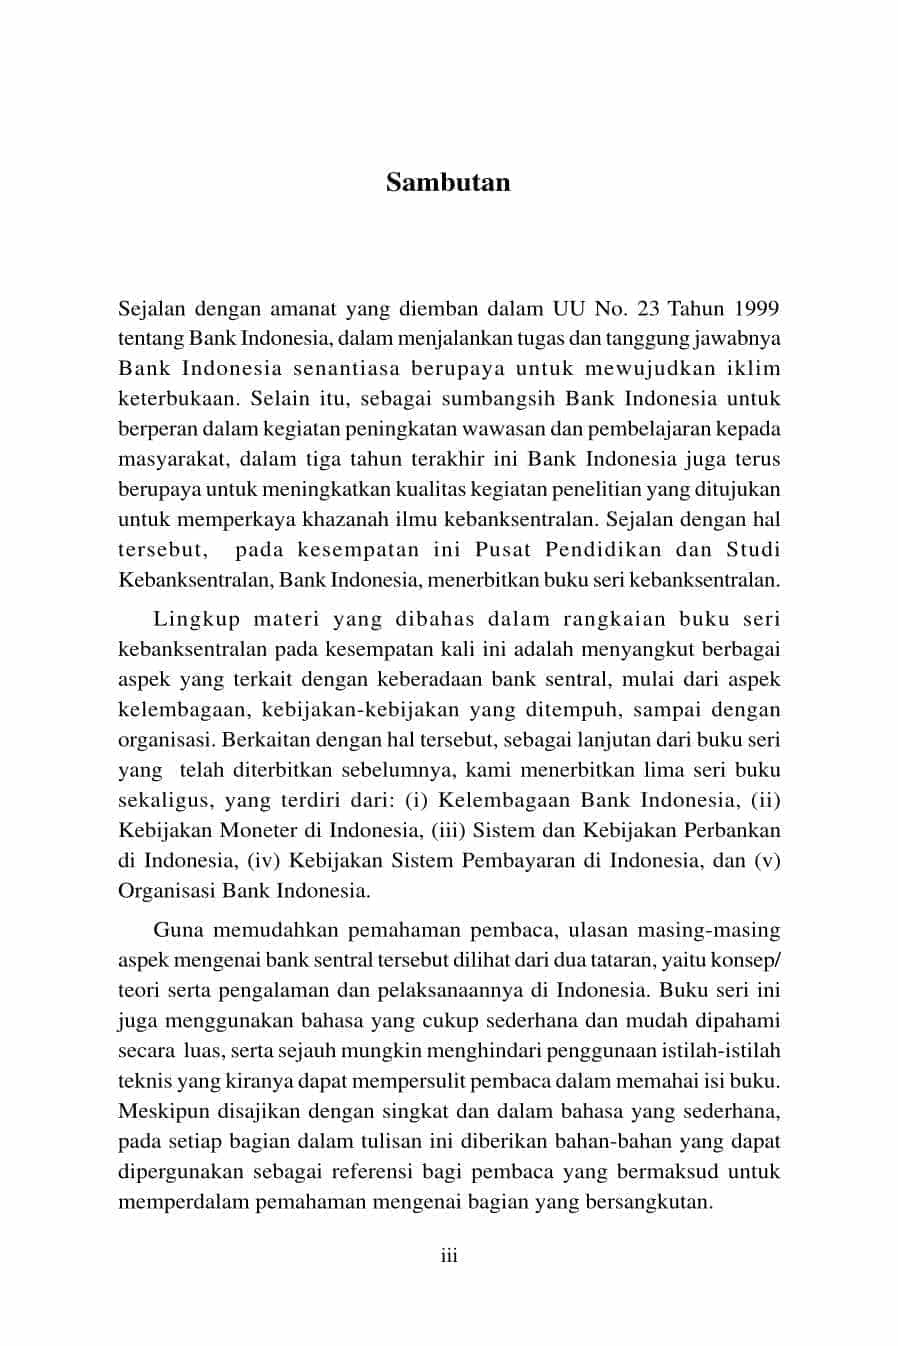 Sambutan
Sejalan dengan amanat yang diemban dalam UU No. 23 Tahun 1999
tentang Bank Indonesia, dalam menjalankan tugas dan tanggung jawabnya
Bank Indonesia senantiasa berupaya untuk mewujudkan iklim
keterbukaan. Selain itu, sebagai sumbangsih Bank Indonesia untuk
berperan dalam kegiatan peningkatan wawasan dan pembelajaran kepada
masyarakat, dalam tiga tahun terakhir ini Bank Indonesia juga terus
berupaya untuk meningkatkan kualitas kegiatan penelitian yang ditujukan
untuk memperkaya khazanah ilmu kebanksentralan. Sejalan dengan hal
tersebut, pada kesempatan ini Pusat Pendidikan dan Studi
Kebanksentralan, Bank Indonesia, menerbitkan buku seri kebanksentralan.
Lingkup materi yang dibahas dalam rangkaian buku seri
kebanksentralan pada kesempatan kali ini adalah menyangkut berbagai
aspek yang terkait dengan keberadaan bank sentral, mulai dari aspek
kelembagaan, kebijakan-kebijakan yang ditempuh, sampai dengan
organisasi. Berkaitan dengan hal tersebut, sebagai lanjutan dari buku seri
yang telah diterbitkan sebelumnya, kami menerbitkan lima seri buku
sekaligus, yang terdiri dari: (i) Kelembagaan Bank Indonesia, (ii)
Kebijakan Moneter di Indonesia, (iii) Sistem dan Kebijakan Perbankan
di Indonesia, (iv) Kebijakan Sistem Pembayaran di Indonesia, dan (v)
Organisasi Bank Indonesia.
Guna memudahkan pemahaman pembaca, ulasan masing-masing
aspek mengenai bank sentral tersebut dilihat dari dua tataran, yaitu konsep/
teori serta pengalaman dan pelaksanaannya di Indonesia. Buku seri ini
juga menggunakan bahasa yang cukup sederhana dan mudah dipahami
secara luas, serta sejauh mungkin menghindari penggunaan istilah-istilah
teknis yang kiranya dapat mempersulit pembaca dalam memahai isi buku.
Meskipun disajikan dengan singkat dan dalam bahasa yang sederhana,
pada setiap bagian dalam tulisan ini diberikan bahan-bahan yang dapat
dipergunakan sebagai referensi bagi pembaca yang bermaksud untuk
memperdalam pemahaman mengenai bagian yang bersangkutan.
iii